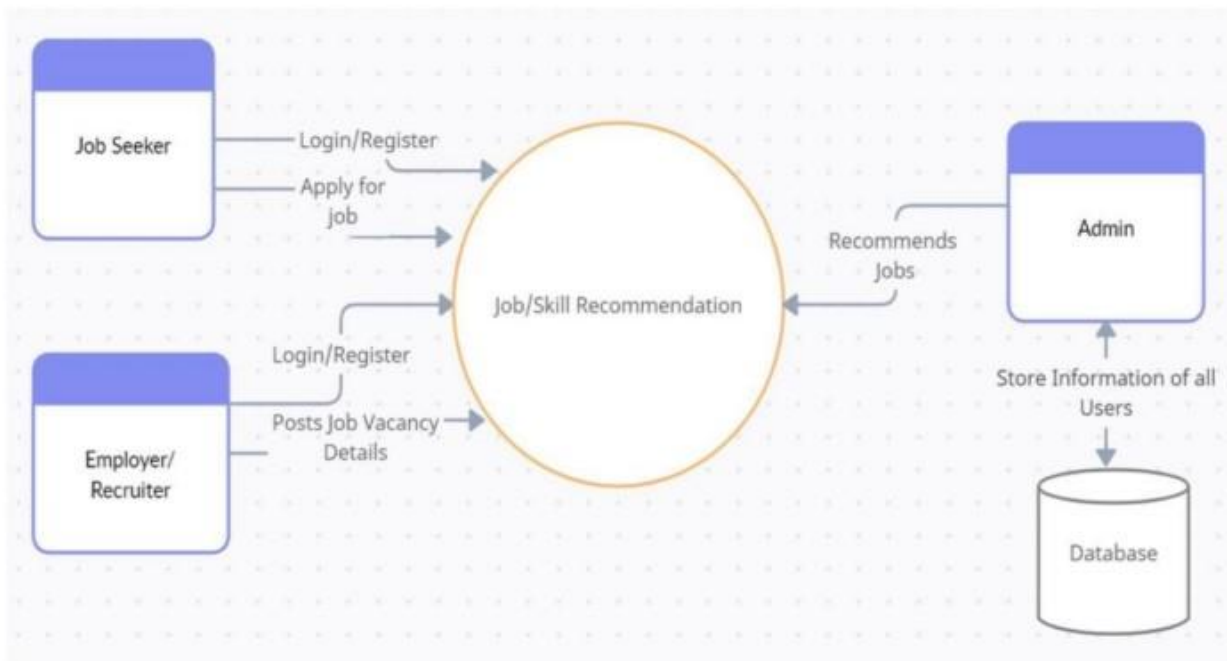 Job Seeker
Login/Register
Apply for
job
Job/Skill Recommendation
Login/Register
Posts Job Vacancy
Details
Employer/
Recruiter
Recommends
Jobs
Admin
Store Information of all
Users
Database